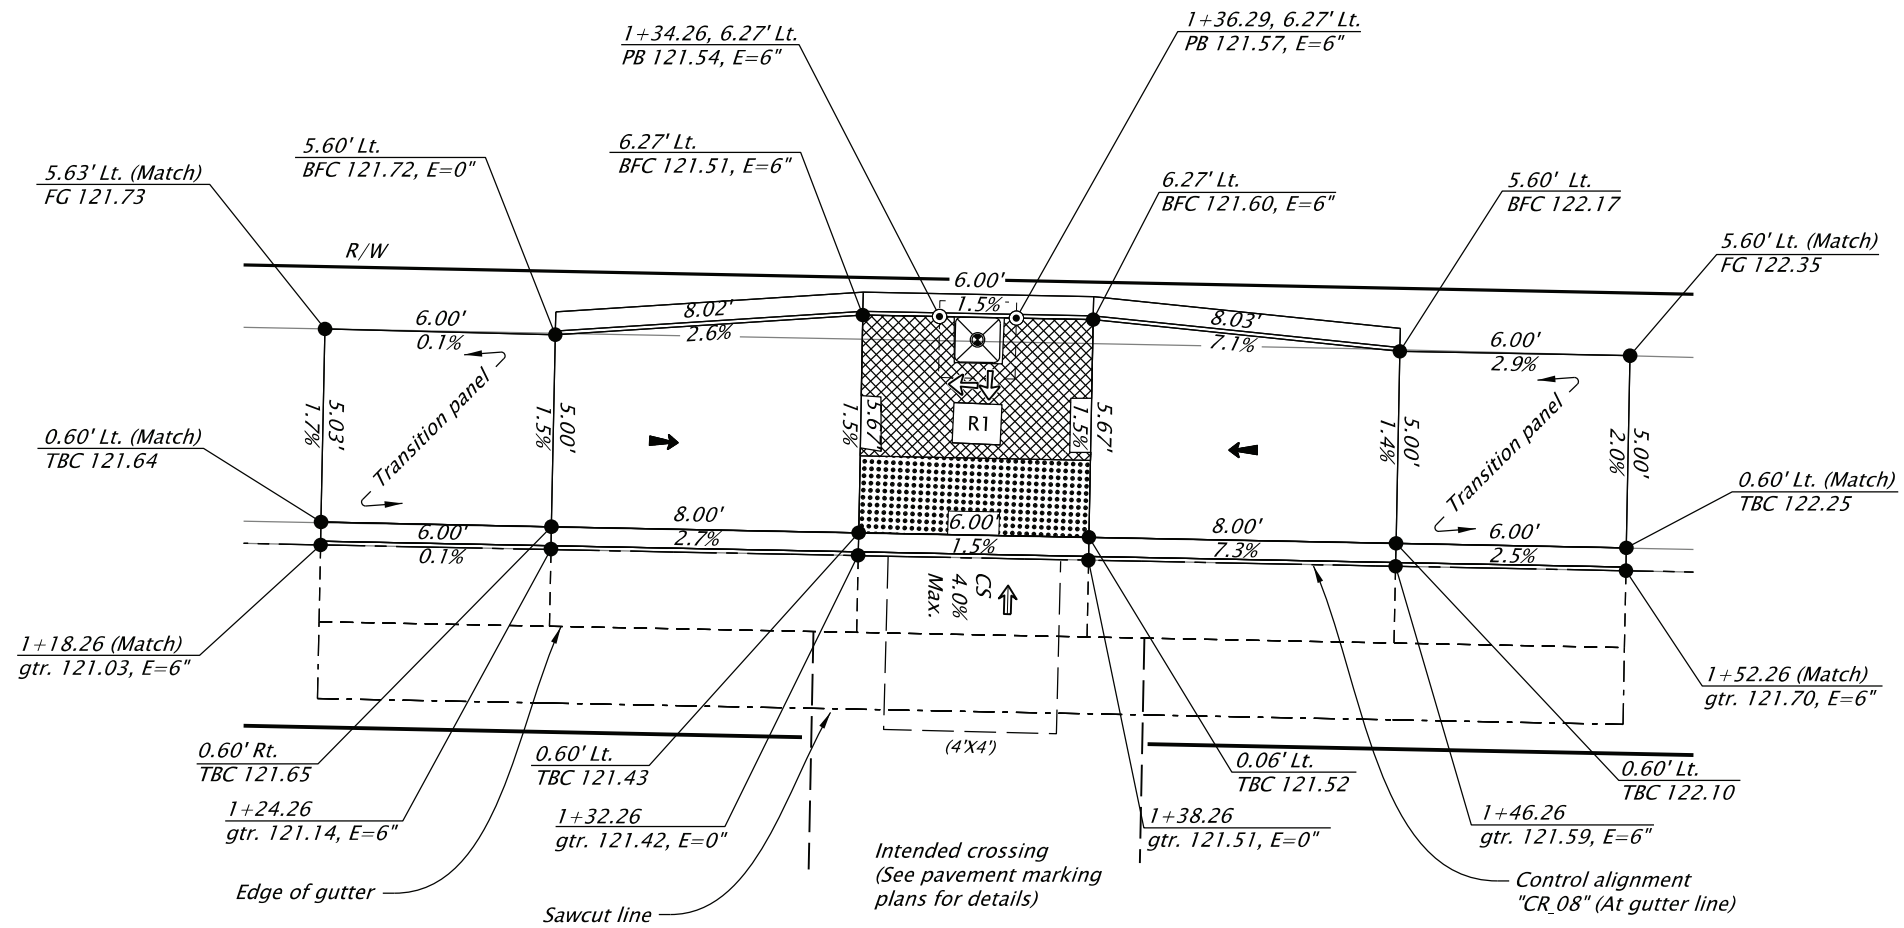 1+34.26, 6.27' Lt.
PB 121.54, E=6"
1+36.29, 6.27' Lt.
PB 121.57, E=6"
5.63' Lt. (Match)
FG 121.73
5.60' Lt.
BFC 121.72, E=0"
6.27' Lt.
BFC 121.51, E=6"
6.27' Lt.
BFC 121.60, E=6"
5.60' Lt.
BFC 122.17
5.60' Lt. (Match)
FG 122.35
R/W
6.00'
1.5%
6.00'
0.1%
8.02'
2.6%
8.03'
7.1%
6.00'
2.9%
5.03'
1.7%
Transition panel
5.00'
1.5%
5.67'
1.5%
R1
5.67'
1.5%
5.00'
1.4%
Transition panel
5.00'
2.0%
0.60' Lt. (Match)
TBC 121.64
0.60' Lt. (Match)
TBC 122.25
6.00'
0.1%
8.00'
2.7%
6.00'
1.5%
8.00'
7.3%
6.00'
2.5%
CS
4.0%
Max.
1+18.26 (Match)
gtr. 121.03, E=6"
1+52.26 (Match)
gtr. 121.70, E=6"
(4'X4')
0.60' Rt.
TBC 121.65
0.60' Lt.
TBC 121.43
0.06' Lt.
TBC 121.52
0.60' Lt.
TBC 122.10
1+24.26
gtr. 121.14, E=6"
1+32.26
gtr. 121.42, E=0"
1+38.26
gtr. 121.51, E=0"
1+46.26
gtr. 121.59, E=6"
Edge of gutter
Sawcut line
Intended crossing
(See pavement marking
plans for details)
Control alignment
"CR_08" (At gutter line)